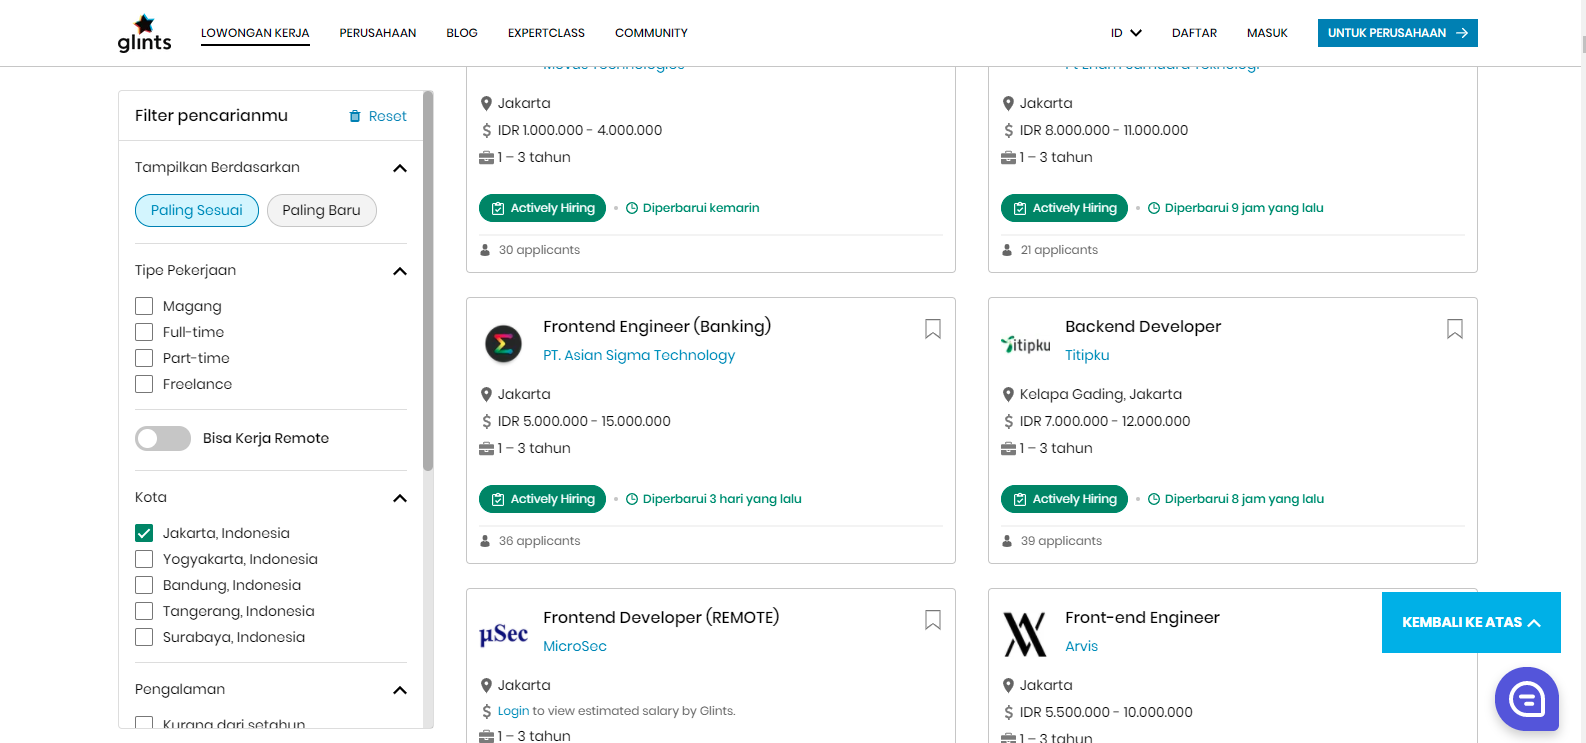 glints
LOWONGAN KERJA
PERUSAHAAN
BLOG
EXPERTCLASS
COMMUNITY
ID
DAFTAR
MASUK
UNTUK PERUSAHAAN
Filter pencarianmu
Reset
Tampilkan Berdasarkan
Paling Sesuai
Paling Baru
Tipe Pekerjaan
Magang
Full-time
Part-time
Freelance
Bisa Kerja Remote
Kota
Jakarta, Indonesia
Yogyakarta, Indonesia
Bandung, Indonesia
Tangerang, Indonesia
Surabaya, Indonesia
Pengalaman
Kurang dari setahun
Technologies
Jakarta
IDR 1.000.000 - 4.000.000
1 – 3 tahun
Actively Hiring
Diperbarui kemarin
30 applicants
Jakarta
IDR 8.000.000 - 11.000.000
1 – 3 tahun
Actively Hiring
Diperbarui 9 jam yang lalu
21 applicants
Frontend Engineer (Banking)
PT. Asian Sigma Technology
Jakarta
IDR 5.000.000 - 15.000.000
1 – 3 tahun
Actively Hiring
Diperbarui 3 hari yang lalu
36 applicants
Titipku
Backend Developer
Titipku
Kelapa Gading, Jakarta
IDR 7.000.000 - 12.000.000
1 – 3 tahun
Actively Hiring
Diperbarui 8 jam yang lalu
39 applicants
µSec
Frontend Developer (REMOTE)
MicroSec
Jakarta
Login to view estimated salary by Glints.
1 – 3 tahun
Front-end Engineer
Arvis
Jakarta
IDR 5.500.000 - 10.000.000
1 – 3 tahun
KEMBALI KE ATAS